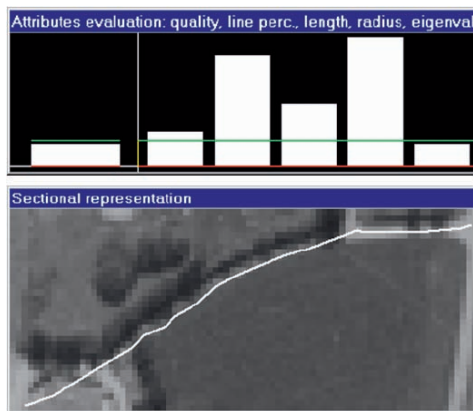 Attributes evaluation: quality, line perc., length, radius, eigenval
Sectional representation